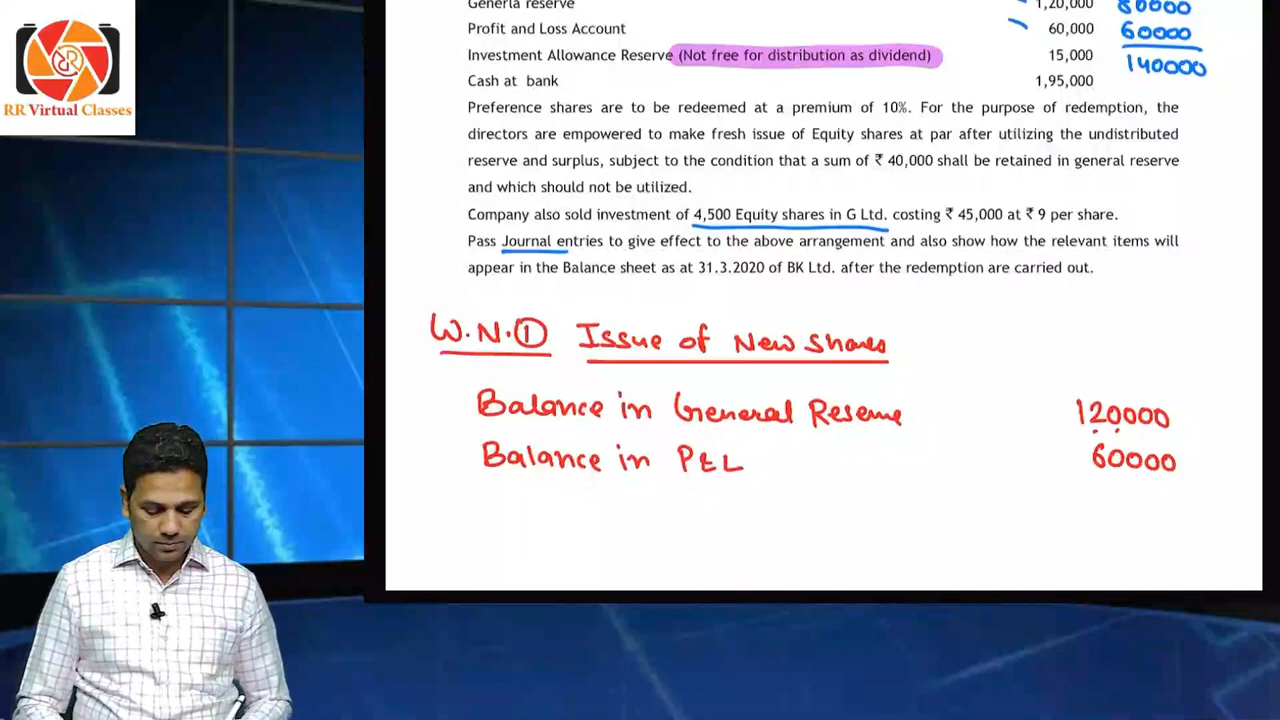 Generla reserve 1,20,000 80000
Profit and Loss Account 60,000 60000
Investment Allowance Reserve (Not free for distribution as dividend) 15,000 140000
Cash at bank 1,95,000
RR Virtual Classes
Preference shares are to be redeemed at a premium of 10%. For the purpose of redemption, the
directors are empowered to make fresh issue of Equity shares at par after utilizing the undistributed
reserve and surplus, subject to the condition that a sum of ₹ 40,000 shall be retained in general reserve
and which should not be utilized.
Company also sold investment of 4,500 Equity shares in G Ltd. costing ₹ 45,000 at ₹ 9 per share.
Pass Journal entries to give effect to the above arrangement and also show how the relevant items will
appear in the Balance sheet as at 31.3.2020 of BK Ltd. after the redemption are carried out.
W.N.① Issue of New Shares
Balance in General Reserve 120000
Balance in P&L 60000